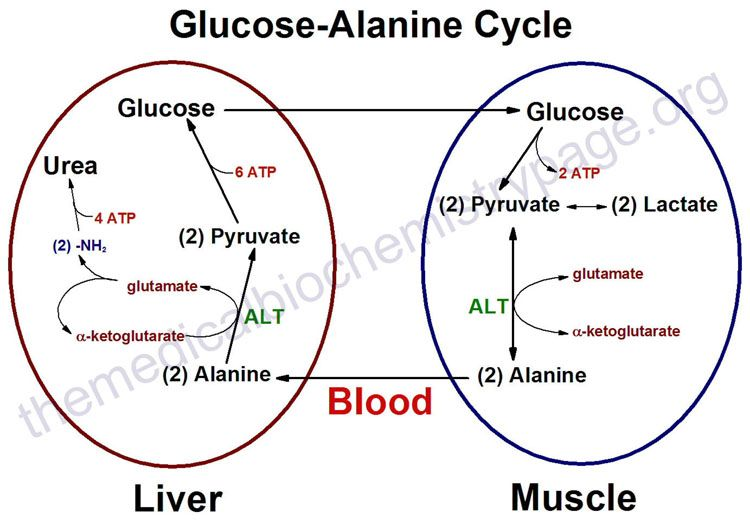 Glucose-Alanine Cycle
Glucose
Glucose
Urea
6 ATP
2 ATP
4 ATP
(2) -NH₂
(2) Pyruvate
(2) Pyruvate
(2) Lactate
glutamate
glutamate
ALT
ALT
α-ketoglutarate
α-ketoglutarate
(2) Alanine
(2) Alanine
Blood
Liver
Muscle
themedicalbiochemistrypage.org